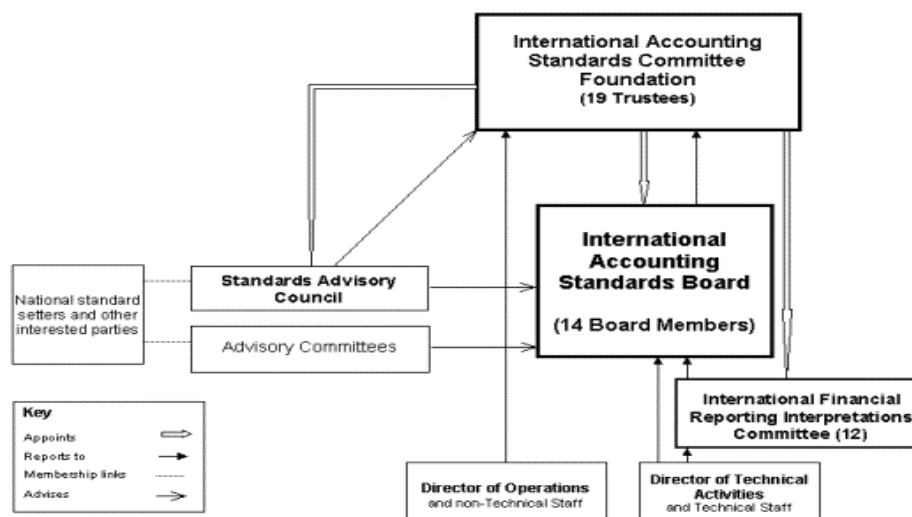 International Accounting
Standards Committee
Foundation
(19 Trustees)
International
Accounting
Standards Board
(14 Board Members)
National standard
setters and other
interested parties
Standards Advisory
Council
Advisory Committees
International Financial
Reporting Interpretations
Committee (12)
Key
Appoints
Reports to
Membership links
Advises
Director of Operations
and non-Technical Staff
Director of Technical
Activities
and Technical Staff